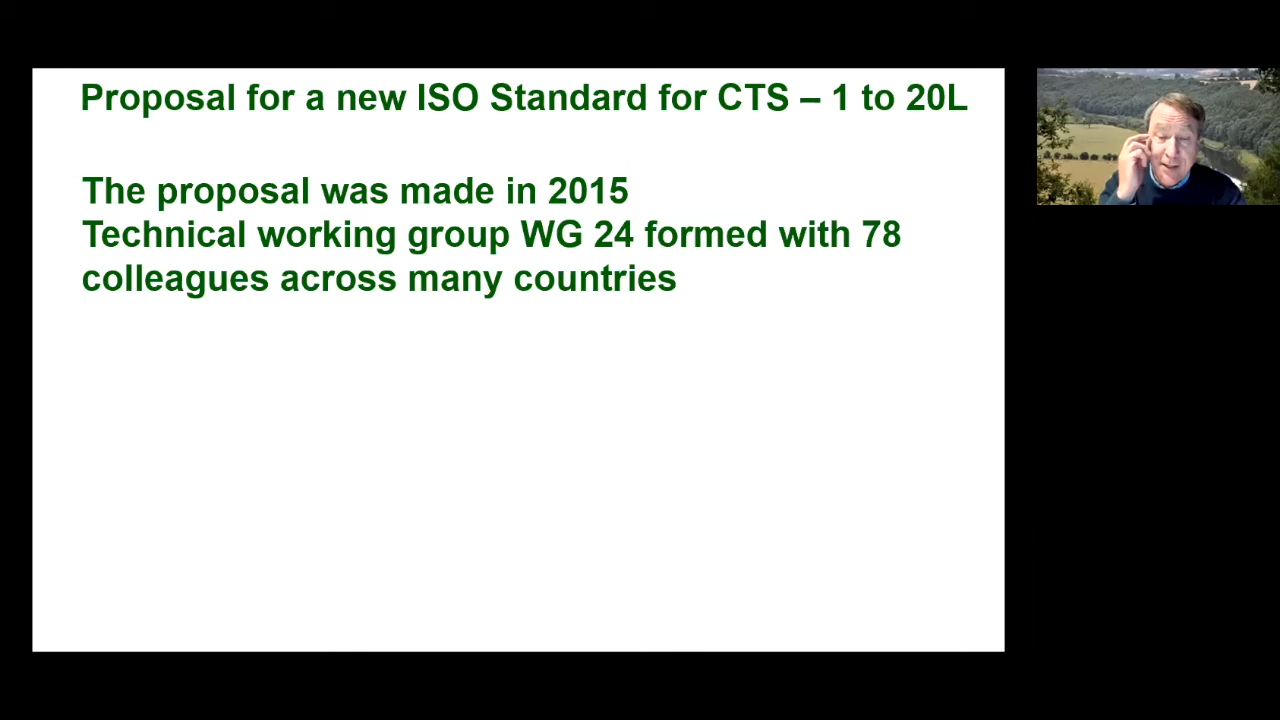 Proposal for a new ISO Standard for CTS – 1 to 20L
The proposal was made in 2015
Technical working group WG 24 formed with 78
colleagues across many countries